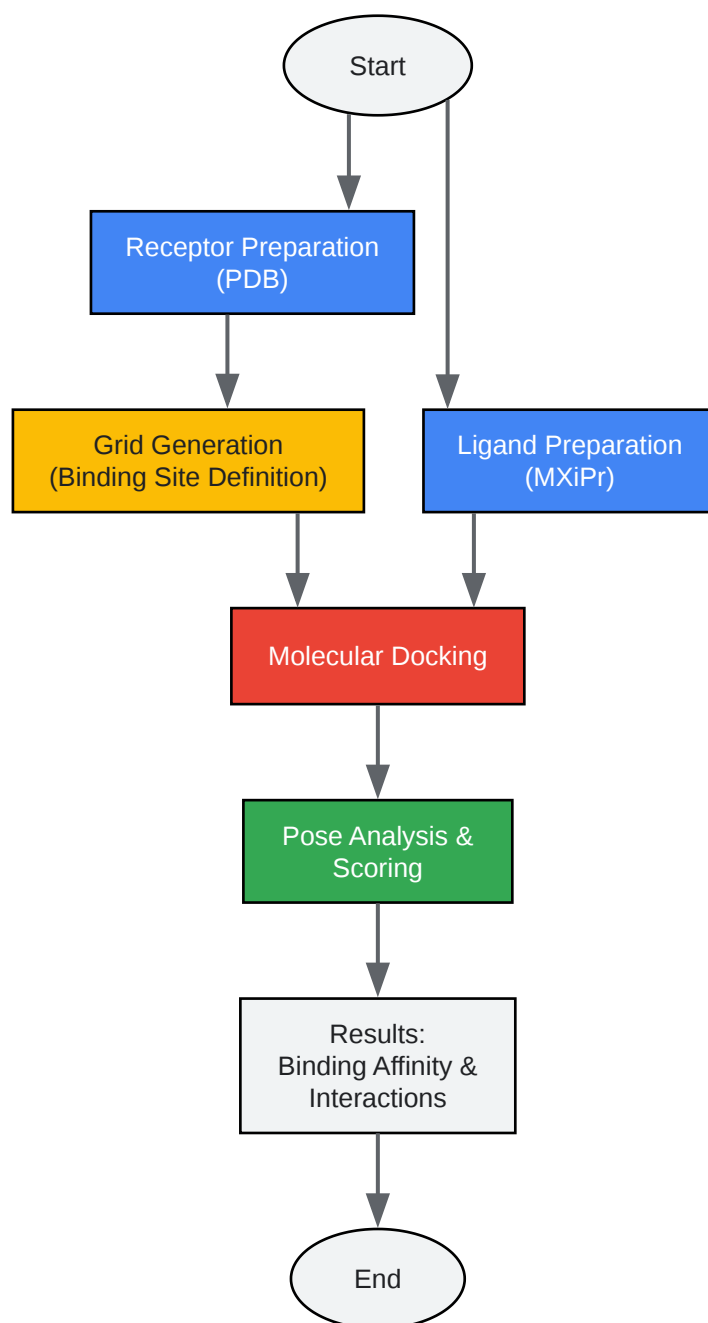 Start
Receptor Preparation
(PDB)
Grid Generation
(Binding Site Definition)
Ligand Preparation
(MXiPr)
Molecular Docking
Pose Analysis &
Scoring
Results:
Binding Affinity &
Interactions
End